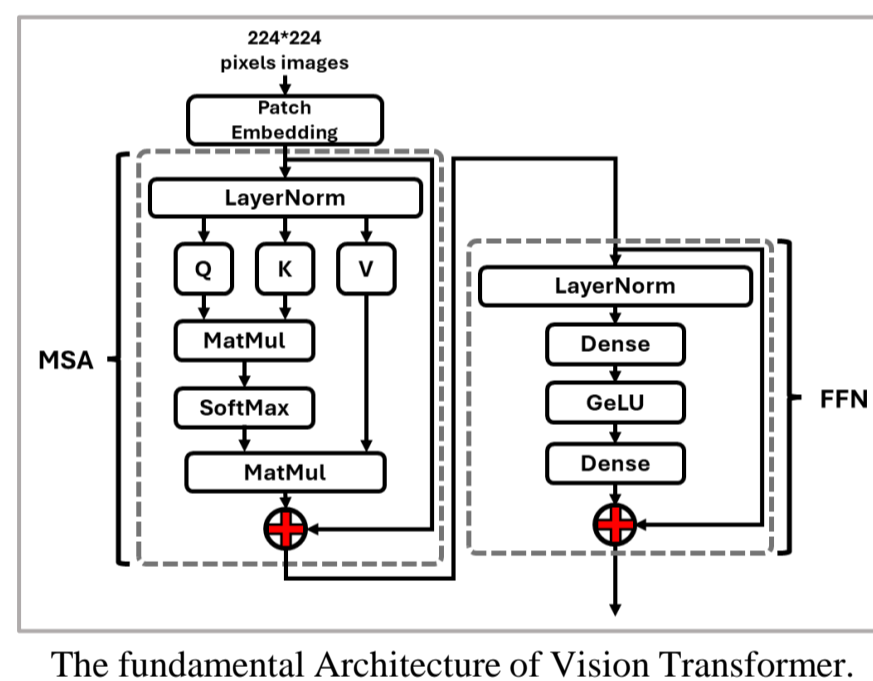 224*224
pixels images
Patch
Embedding
LayerNorm
Q
K
V
MatMul
SoftMax
MatMul
MSA
LayerNorm
Dense
GeLU
Dense
FFN
The fundamental Architecture of Vision Transformer.